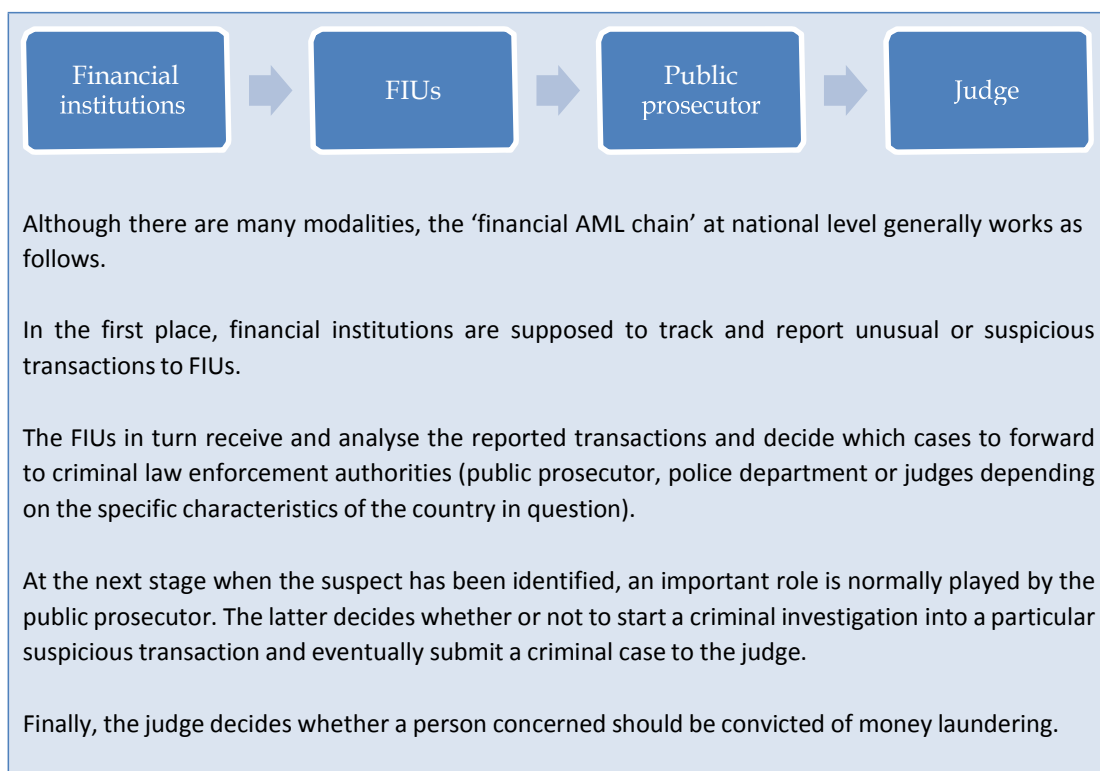 Financial
institutions
FIUs
Public
prosecutor
Judge
Although there are many modalities, the ‘financial AML chain’ at national level generally works as
follows.
In the first place, financial institutions are supposed to track and report unusual or suspicious
transactions to FIUs.
The FIUs in turn receive and analyse the reported transactions and decide which cases to forward
to criminal law enforcement authorities (public prosecutor, police department or judges depending
on the specific characteristics of the country in question).
At the next stage when the suspect has been identified, an important role is normally played by the
public prosecutor. The latter decides whether or not to start a criminal investigation into a particular
suspicious transaction and eventually submit a criminal case to the judge.
Finally, the judge decides whether a person concerned should be convicted of money laundering.